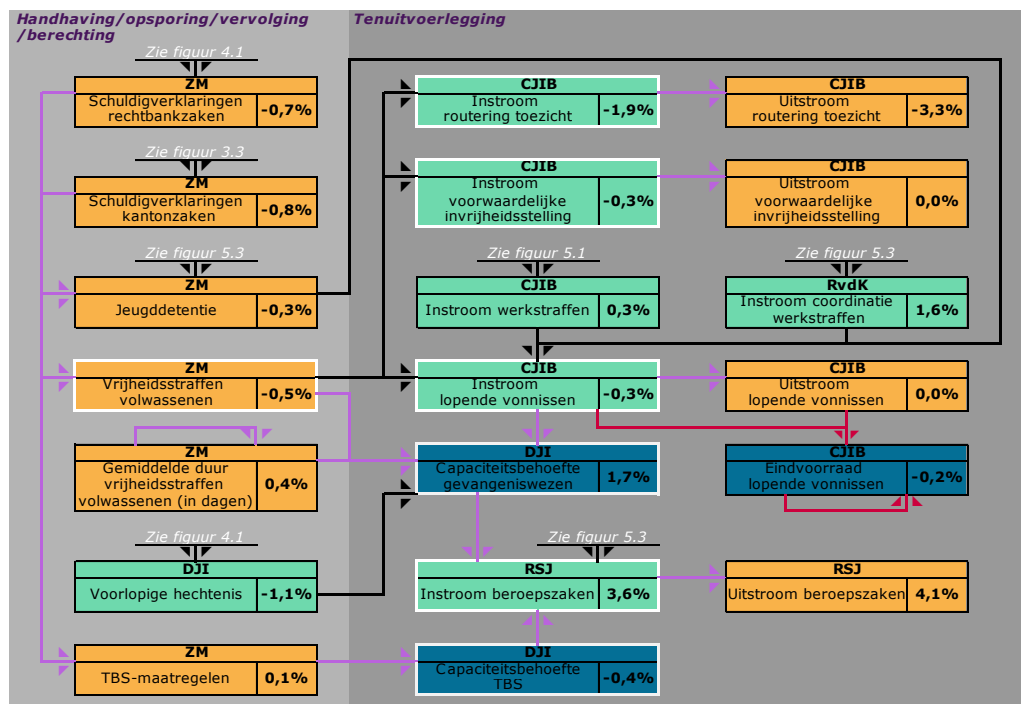 Handhaving/opsporing/vervolging
/berechting
Tenuitvoerlegging
Zie figuur 4.1
ZM
Schuldigverklaringen
rechtbankzaken
-0,7%
CJIB
Instroom
routering toezicht
-1,9%
CJIB
Uitstroom
routering toezicht
-3,3%
Zie figuur 3.3
ZM
Schuldigverklaringen
kantonzaken
-0,8%
CJIB
Instroom
voorwaardelijke
invrijheidsstelling
-0,3%
CJIB
Uitstroom
voorwaardelijke
invrijheidsstelling
0,0%
Zie figuur 5.3
ZM
Jeugddetentie
-0,3%
Zie figuur 5.1
CJIB
Instroom werkstraffen
0,3%
Zie figuur 5.3
RvdK
Instroom coordinatie
werkstraffen
1,6%
ZM
Vrijheidsstraffen
volwassenen
-0,5%
CJIB
Instroom
lopende vonnissen
-0,3%
CJIB
Uitstroom
lopende vonnissen
0,0%
ZM
Gemiddelde duur
vrijheidsstraffen
volwassenen (in dagen)
0,4%
DJI
Capaciteitsbehoefte
gevangeniswezen
1,7%
CJIB
Eindvoorraad
lopende vonnissen
-0,2%
Zie figuur 4.1
DJI
Voorlopige hechtenis
-1,1%
Zie figuur 5.3
RSJ
Instroom beroepszaken
3,6%
RSJ
Uitstroom beroepszaken
4,1%
ZM
TBS-maatregelen
0,1%
DJI
Capaciteitsbehoefte
TBS
-0,4%